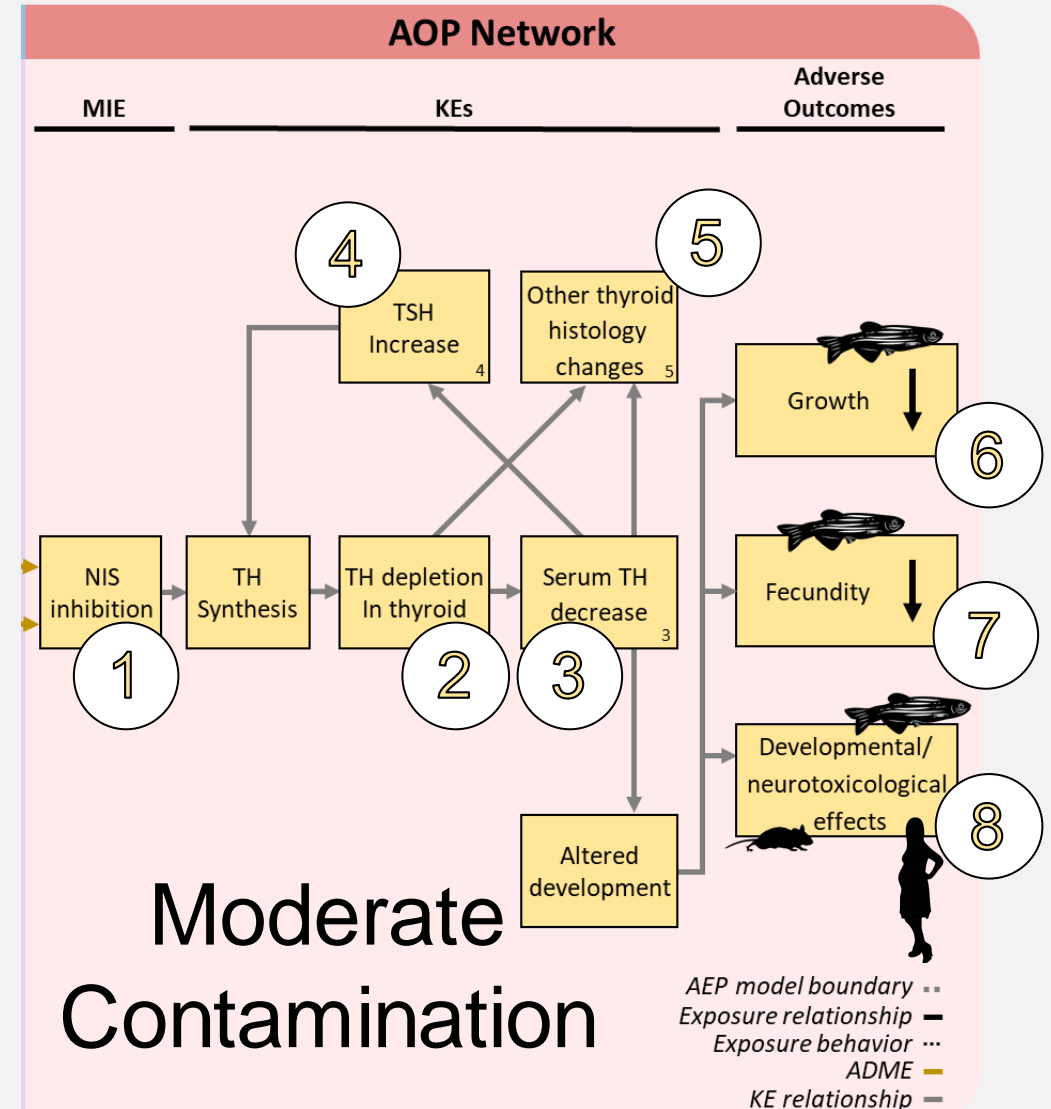 AOP Network
MIE
KEs
Adverse
Outcomes
4
TSH
Increase
4
5
Other thyroid
histology
changes
5
Growth
6
NIS
inhibition
1
TH
Synthesis
TH depletion
In thyroid
2
Serum TH
decrease
3
3
Fecundity
7
Developmental/
neurotoxicological
effects
8
Altered
development
Moderate
Contamination
AEP model boundary
Exposure relationship
Exposure behavior
ADME
KE relationship